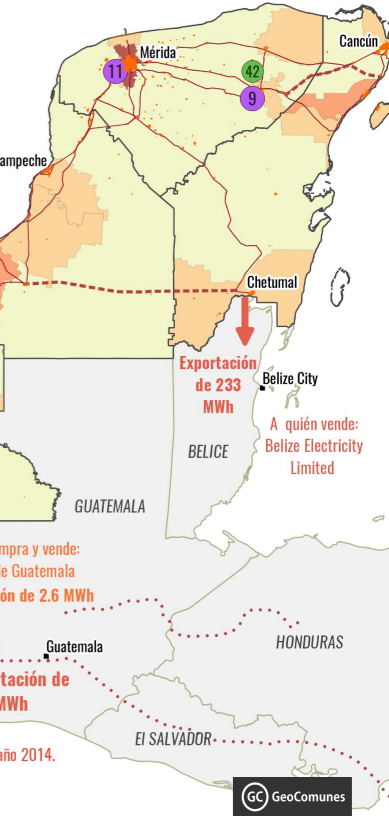 Cancún
Mérida
11
42
9
ampeche
Chetumal
Exportación
de 233
MWh
Belize City
A quién vende:
Belize Electricity
Limited
BELICE
GUATEMALA
mpra y vende:
de Guatemala
ón de 2.6 MWh
HONDURAS
Guatemala
tación de
MWh
El SALVADOR
año 2014.
GC GeoComunes